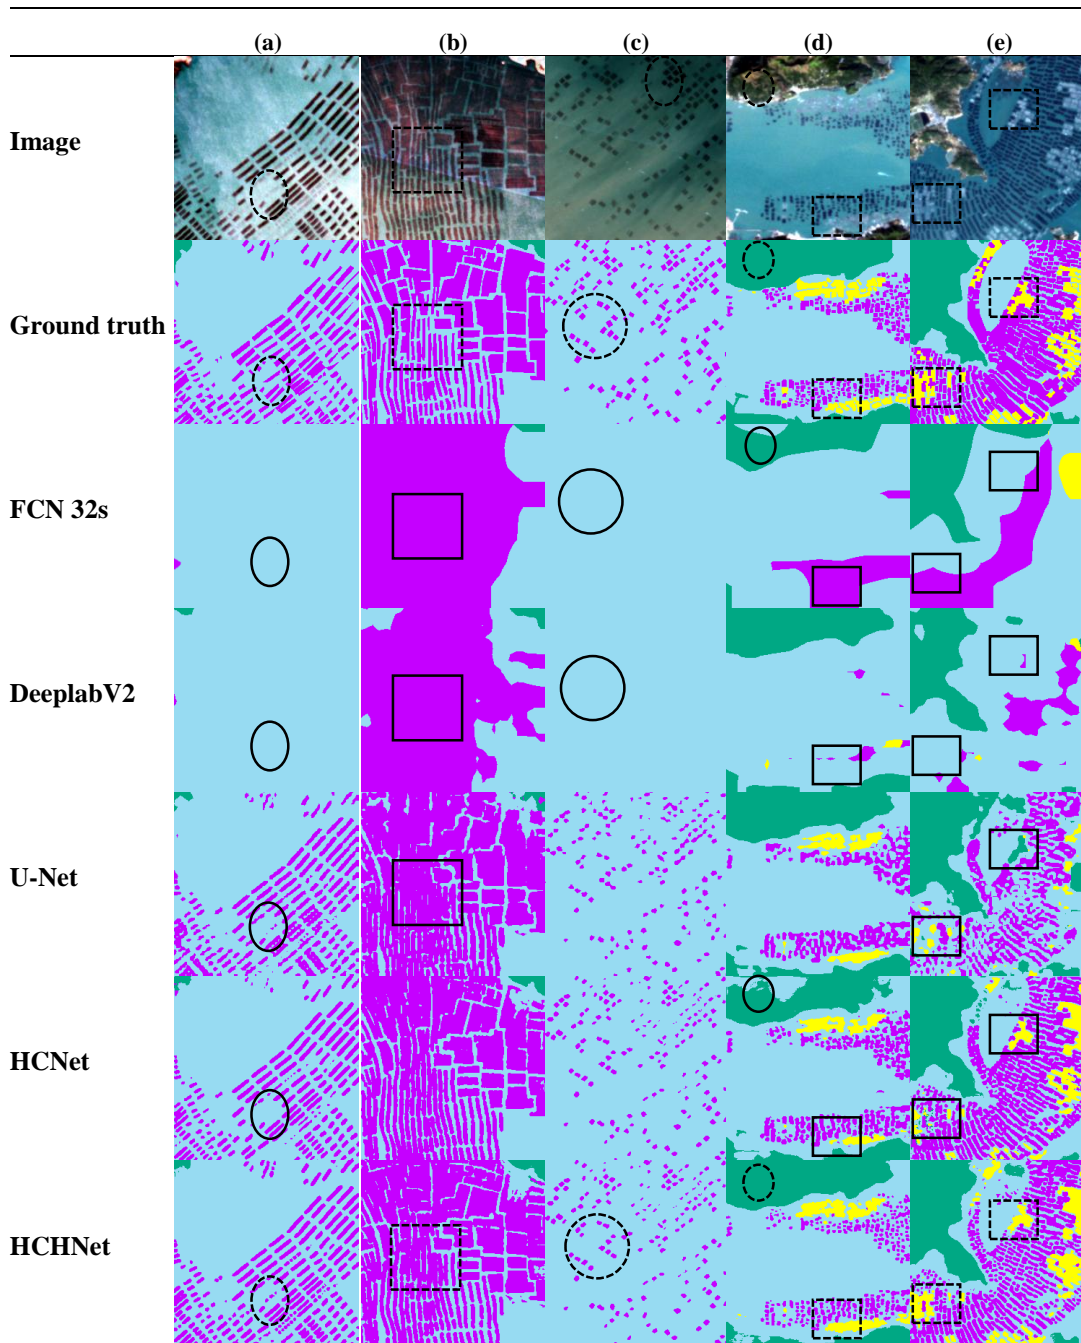 (a) (b) (c) (d) (e)
Image
Ground truth
FCN 32s
DeeplabV2
U-Net
HCNet
HCHNet